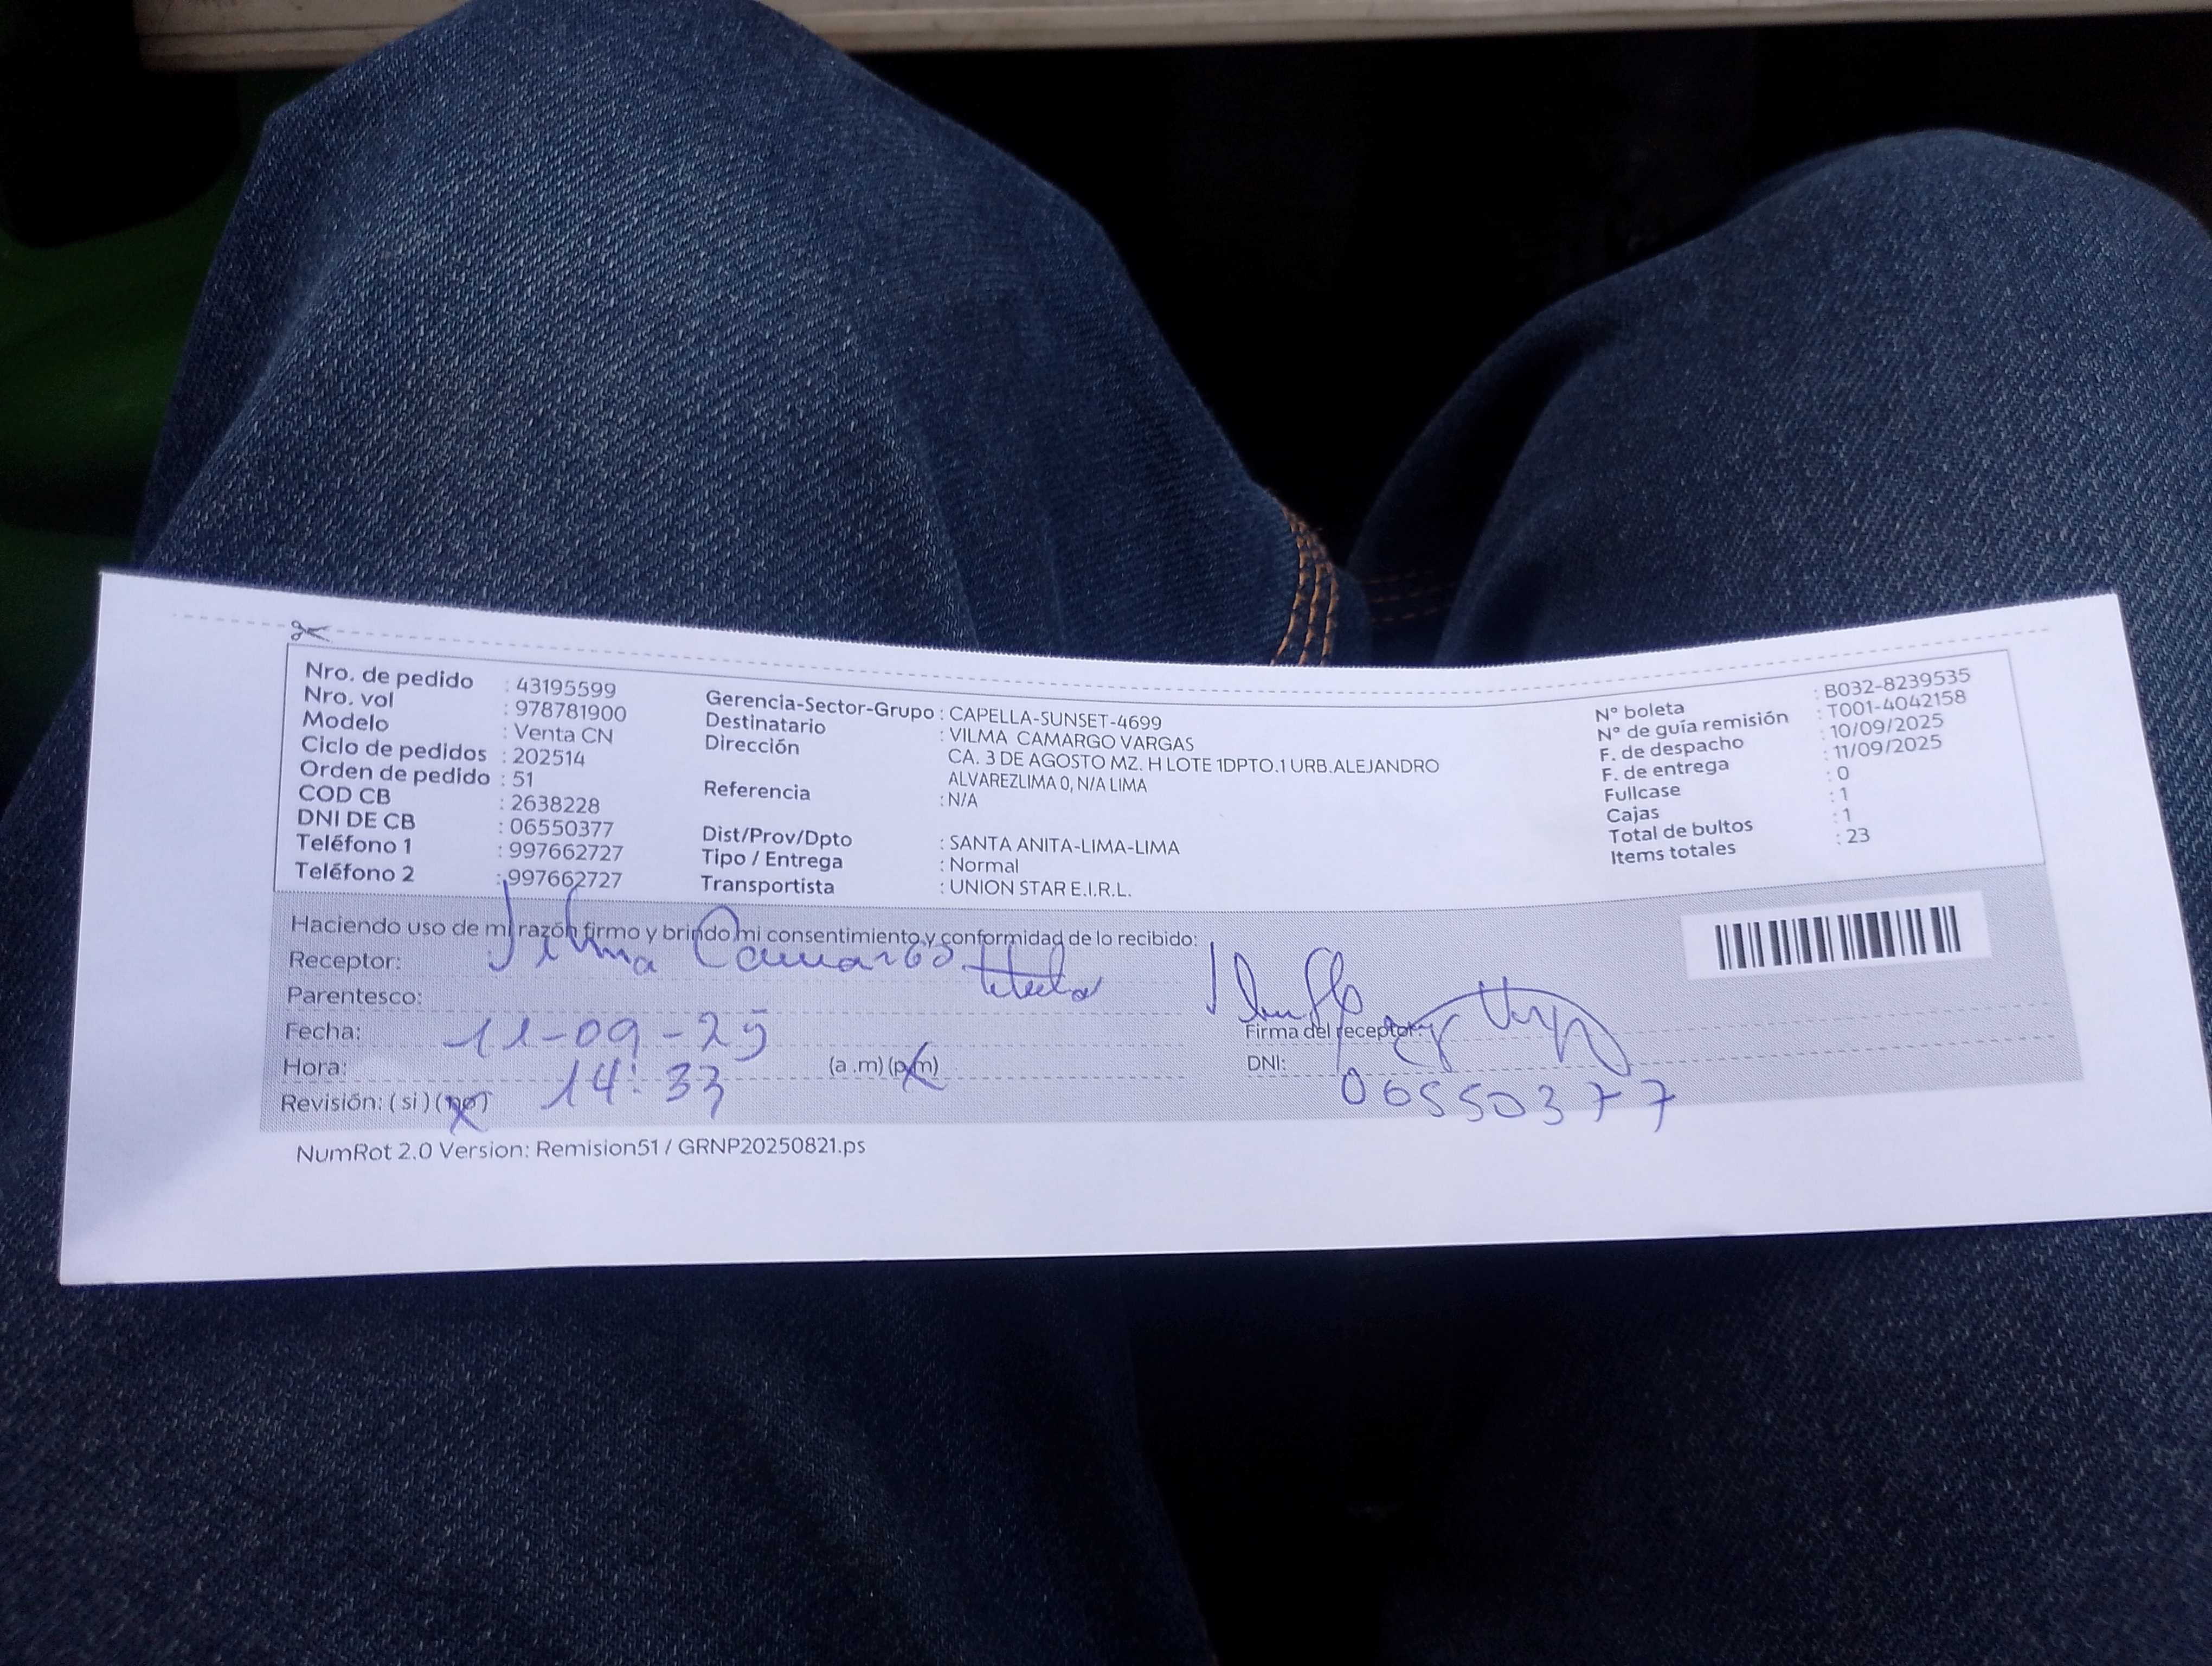 Nro. de pedido : 43195599
Nro. vol : 978781900
Modelo : Venta CN
Ciclo de pedidos : 202514
Orden de pedido : 51
COD CB : 2638228
DNI DE CB : 06550377
Teléfono 1 : 997662727
Teléfono 2 : 997662727
Gerencia-Sector-Grupo : CAPELLA-SUNSET-4699
Destinatario : VILMA CAMARGO VARGAS
Dirección CA. 3 DE AGOSTO MZ. H LOTE 1DPTO.1 URB.ALEJANDRO
ALVAREZLIMA 0, N/A LIMA
Referencia : N/A
Dist/Prov/Dpto : SANTA ANITA-LIMA-LIMA
Tipo / Entrega : Normal
Transportista : UNION STAR E.I.R.L.
N° boleta : B032-8239535
N° de guía remisión : T001-4042158
F. de despacho : 10/09/2025
F. de entrega : 11/09/2025
Fullcase : 0
Cajas : 1
Total de bultos : 1
Items totales : 23
Haciendo uso de mi razón firmo y brindo mi consentimiento y conformidad de lo recibido:
Receptor: Vilma Camargo titular
Parentesco:
Fecha: 11-09-25
Hora: 14:33 (a .m) (p.m)
Revisión: ( si ) (no)
Firma del receptor:
DNI: 06550377
NumRot 2.0 Version: Remision51 / GRNP20250821.ps